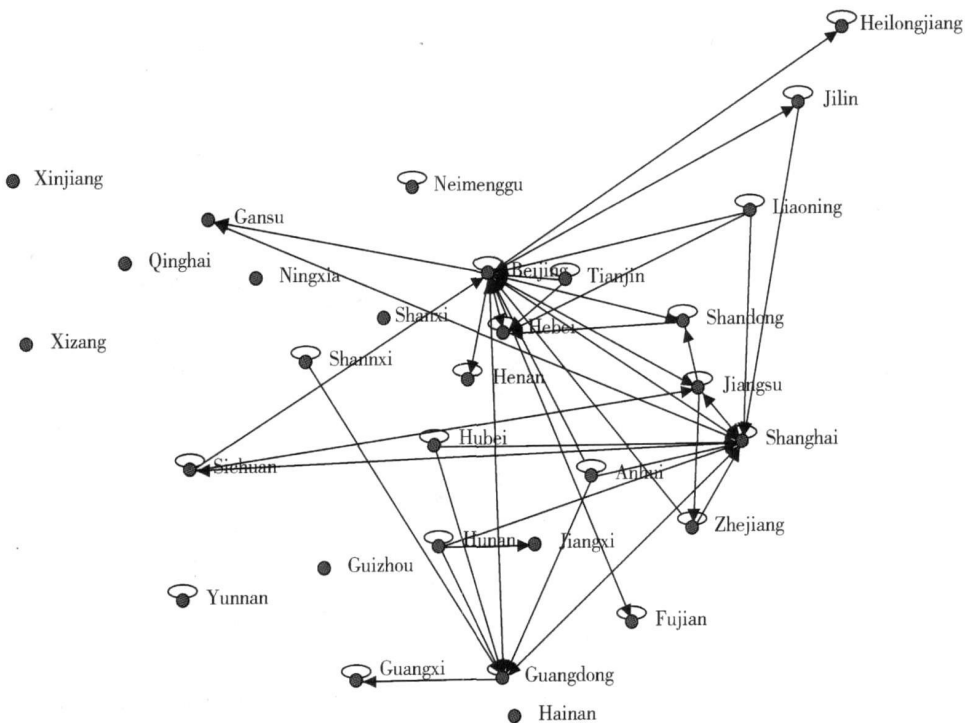 Heilongjiang
Jilin
Xinjiang
Neimenggu
Liaoning
Gansu
Qinghai
Ningxia
Beijing
Tianjin
Shanxi
Hebei
Shandong
Xizang
Shannxi
Henan
Jiangsu
Hubei
Shanghai
Sichuan
Anhui
Zhejiang
Hunan
Jiangxi
Guizhou
Yunnan
Fujian
Guangxi
Guangdong
Hainan